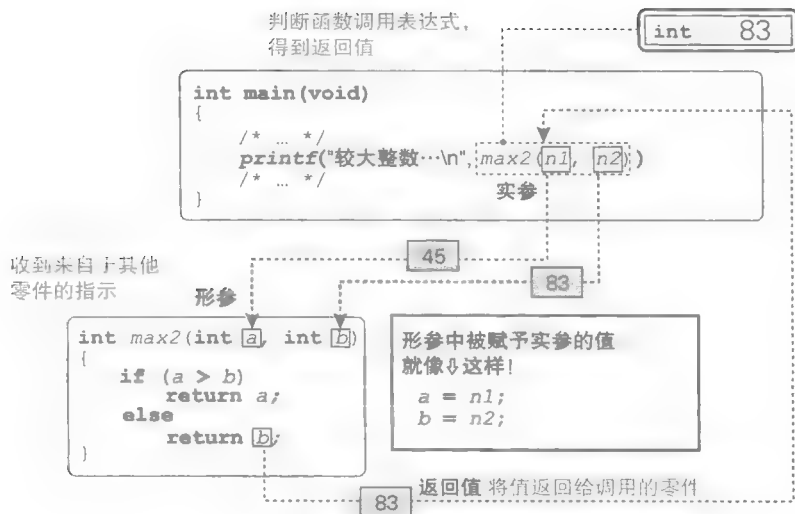 判断函数调用表达式，
得到返回值
int 83
int main(void)
{
/* … */
printf("较大整数…\n", max2(n1, n2))
/* … */
}
实参
45
83
收到来自于其他
零件的指示
形参
int max2(int a, int b)
{
if (a > b)
return a;
else
return b;
}
形参中被赋予实参的值
就像⇩这样！
a = n1;
b = n2;
83
返回值 将值返回给调用的零件